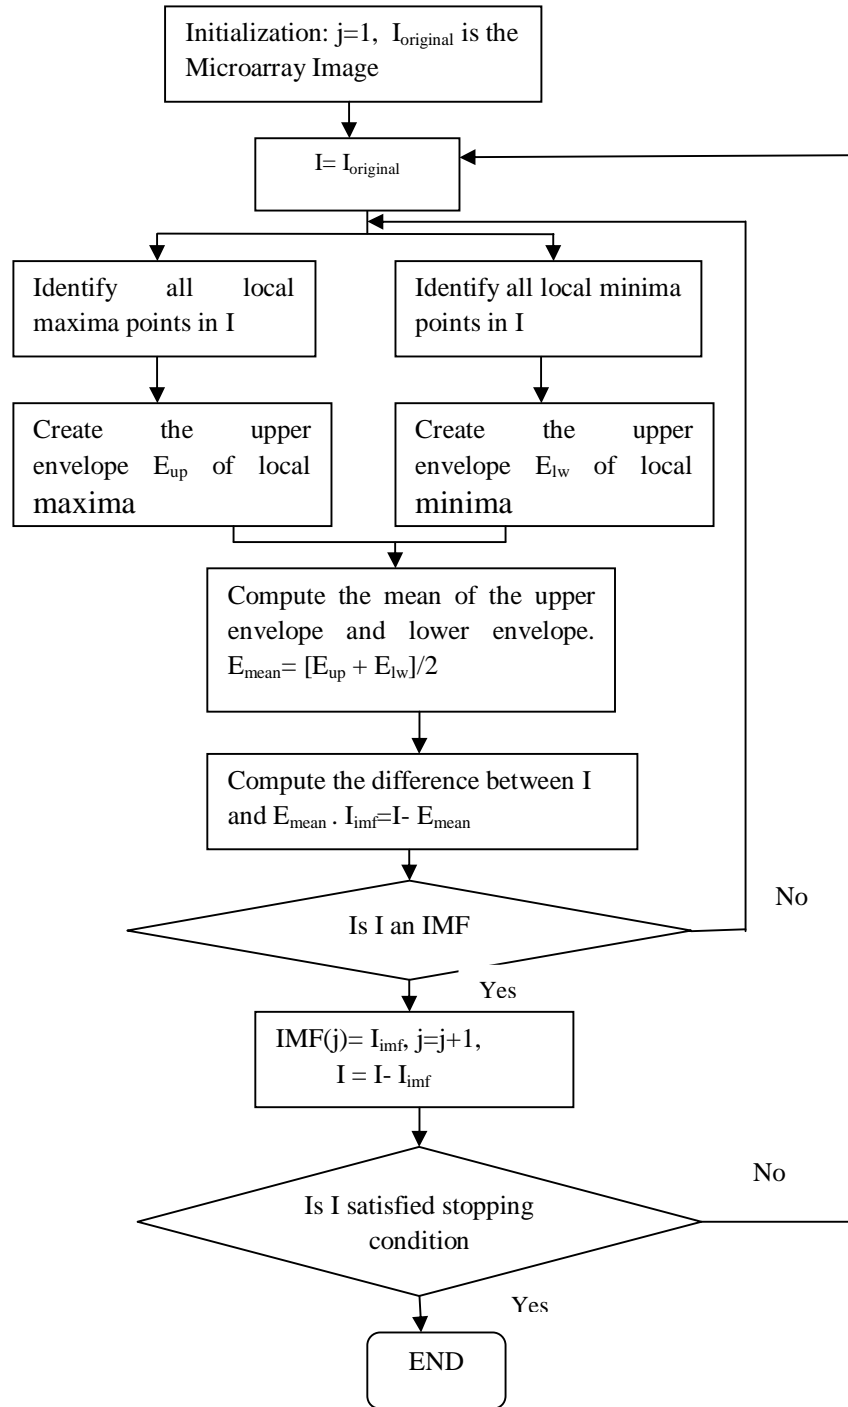 Initialization: j=1, Ioriginal is the
Microarray Image
I= Ioriginal
Identify all local
maxima points in I
Identify all local minima
points in I
Create the upper
envelope Eup of local
maxima
Create the upper
envelope Elw of local
minima
Compute the mean of the upper
envelope and lower envelope.
Emean= [Eup + Elw]/2
Compute the difference between I
and Emean . Iimf=I- Emean
Is I an IMF
No
Yes
IMF(j)= Iimf, j=j+1,
I = I- Iimf
Is I satisfied stopping
condition
No
Yes
END